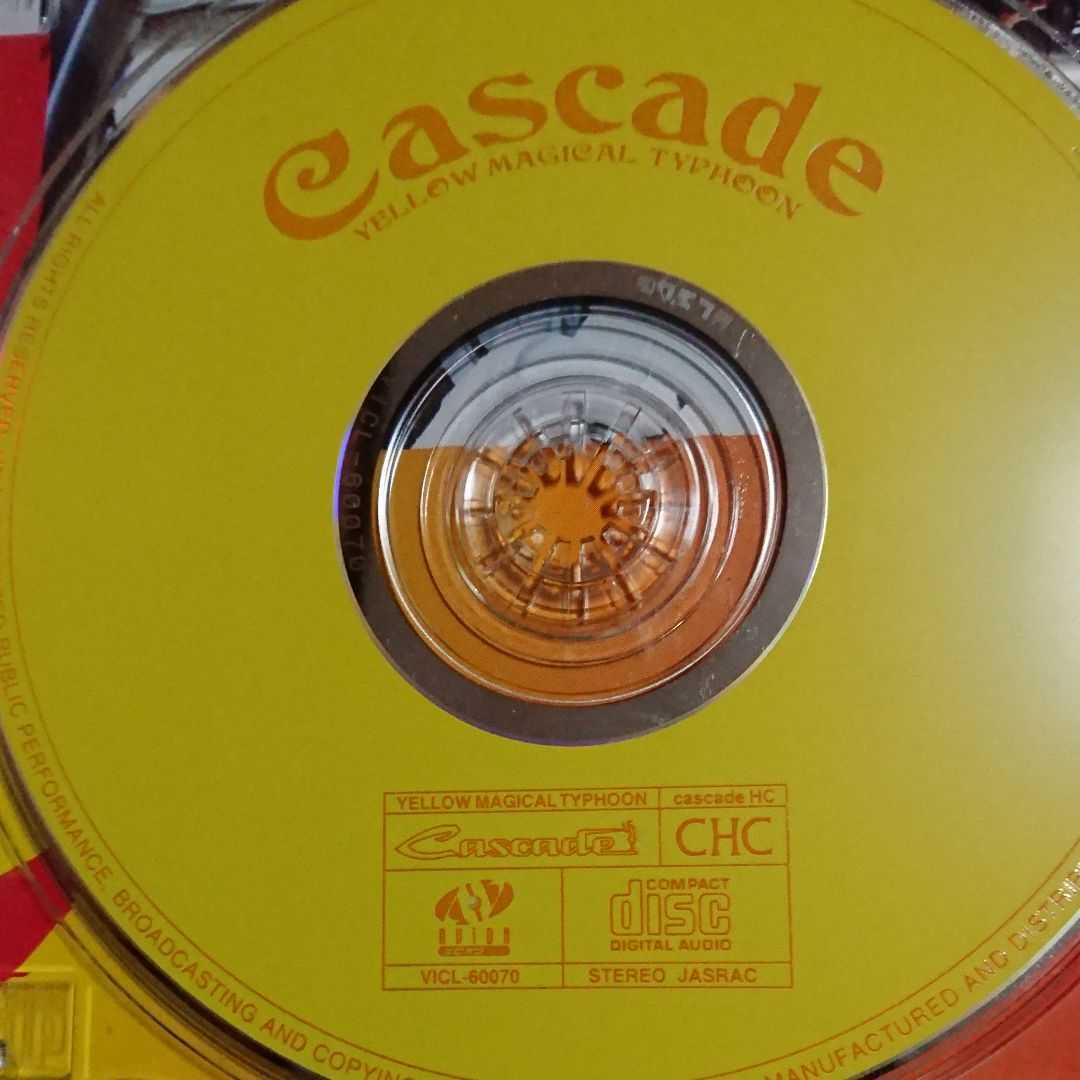 Cascade
YELLOW MAGICAL TYPHOON
VICL-60070
YELLOW MAGICAL TYPHOON
cascade HC
Cascade
CHC
COMPACT
disc
DIGITAL AUDIO
VICL-60070
STEREO JASRAC
ALL RIGHTS RESERVED
PUBLIC PERFORMANCE, BROADCASTING AND COPYING
MANUFACTURED AND